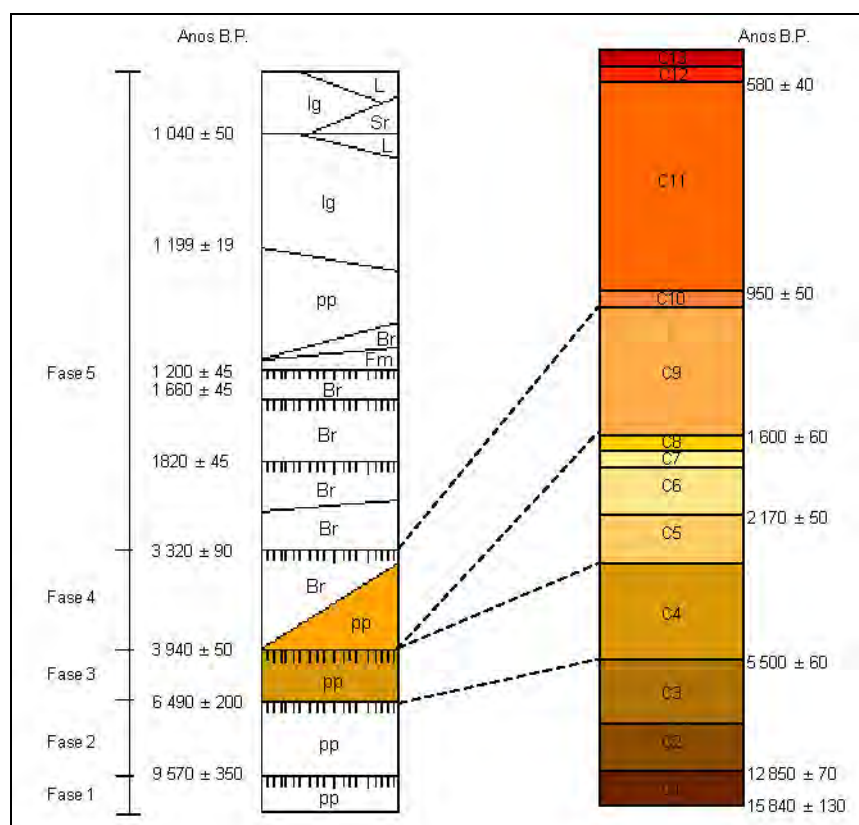 Anos B.P.
L
Ig
Sr
1 040 ± 50
L
Ig
1 199 ± 19
pp
Br
Fm
1 200 ± 45
Fase 5
1 660 ± 45
Br
Br
1820 ± 45
Br
Br
3 320 ± 90
Br
Fase 4
pp
3 940 ± 50
Fase 3
pp
6 490 ± 200
Fase 2
pp
9 570 ± 350
Fase 1
pp
Anos B.P.
C13
C12
580 ± 40
C11
950 ± 50
C10
C9
1 600 ± 60
C8
C7
C6
2 170 ± 50
C5
C4
5 500 ± 60
C3
C2
12 850 ± 70
C1
15 840 ± 130